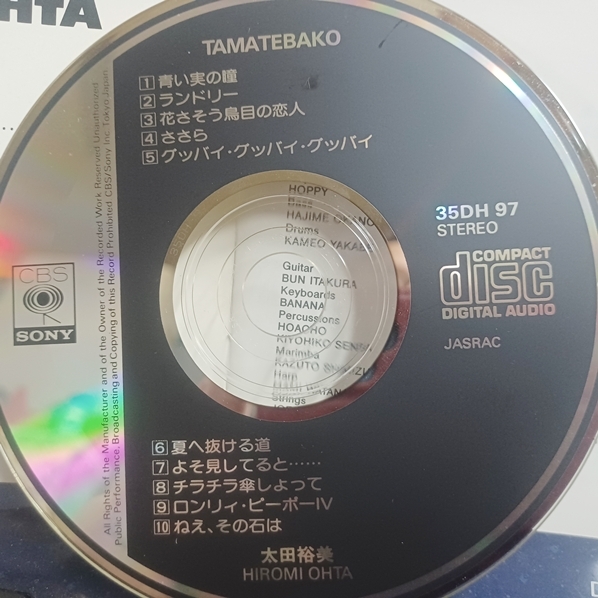 OHTA
TAMATEBAKO
1 青い実の瞳
2 ランドリー
3 花さそう鳥目の恋人
4 ささら
5 グッバイ・グッバイ・グッバイ
35DH 97
STEREO
COMPACT
disc
DIGITAL AUDIO
JASRAC
CBS
SONY
All Rights of the Manufacturer and of the Owner of the Recorded Work Reserved Unauthorized
Public Performance, Broadcasting and Copying of this Record Prohibited CBS/Sony Inc. Tokyo Japan
HOPPY
Bass
HAJIME
Drums
KAMEO
Guitar
BUN ITAKURA
Keyboards
BANANA
Percussions
HOACHO
KIYOHIKO
Marimba
KAZUTO
Harp
Strings
6 夏へ抜ける道
7 よそ見してると……
8 チラチラ傘しょって
9 ロンリィ・ピーポーIV
10 ねえ、その石は
太田裕美
HIROMI OHTA